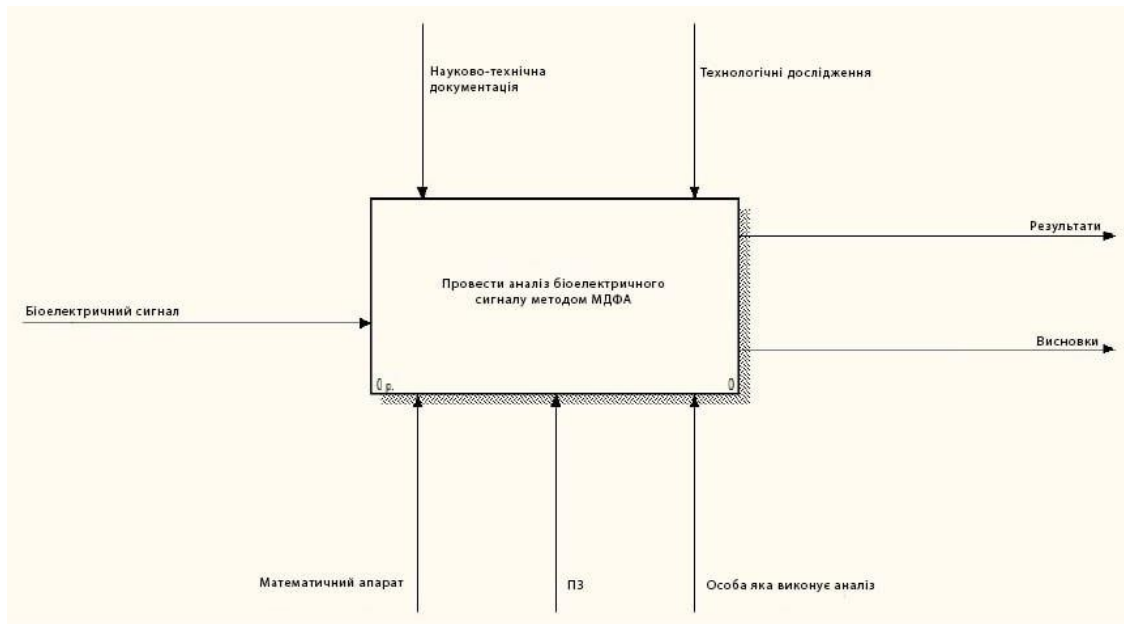 Науково-технічна
документація
Технологічні дослідження
Результати
Провести аналіз біоелектричного
сигналу методом МДФА
Біоелектричний сигнал
Висновки
0 р.
0
Математичний апарат
ПЗ
Особа яка виконує аналіз